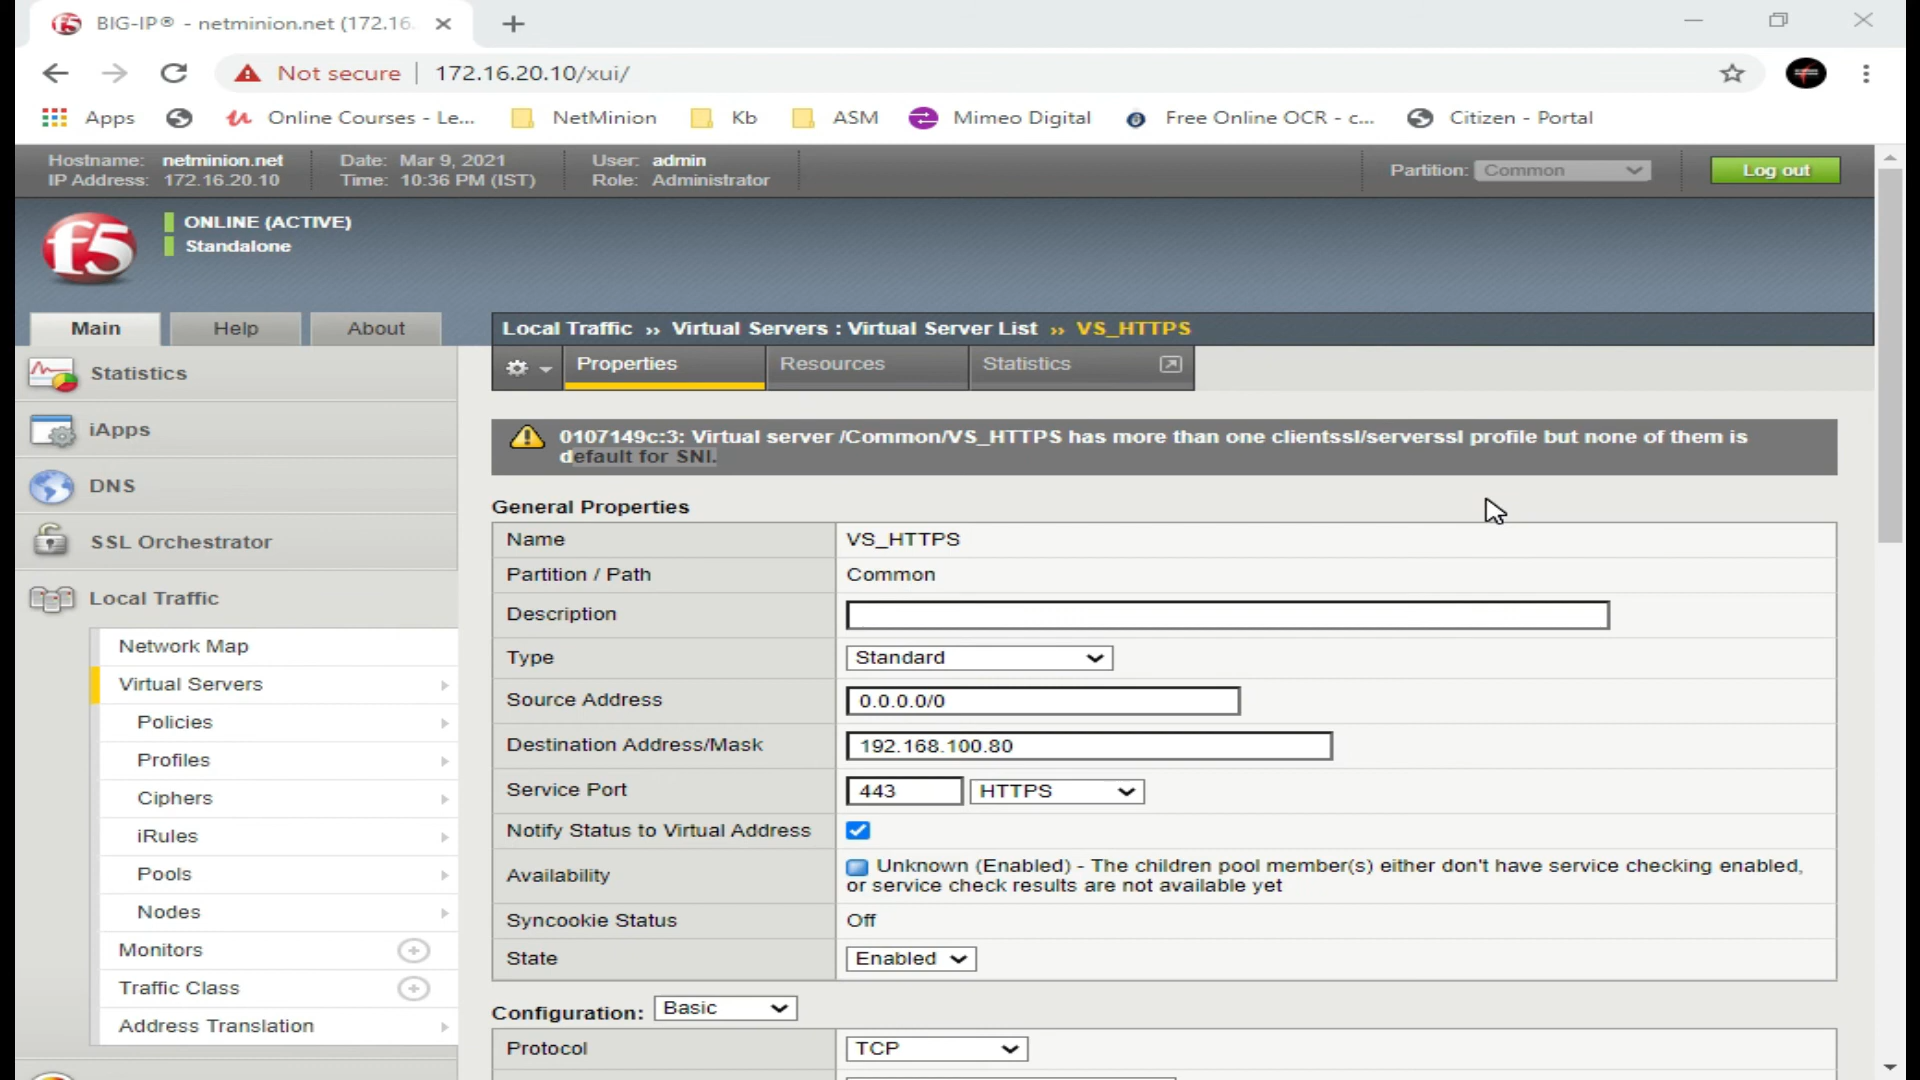 BIG-IP® - netminion.net (172.16.
Not secure 172.16.20.10/xui/
Apps Online Courses - Le... NetMinion Kb ASM Mimeo Digital Free Online OCR - c... Citizen - Portal
Hostname: netminion.net Date: Mar 9, 2021 User: admin
IP Address: 172.16.20.10 Time: 10:36 PM (IST) Role: Administrator
Partition: Common Log out
f5
ONLINE (ACTIVE)
Standalone
Main Help About
Statistics
iApps
DNS
SSL Orchestrator
Local Traffic
Network Map
Virtual Servers
Policies
Profiles
Ciphers
iRules
Pools
Nodes
Monitors
Traffic Class
Address Translation
Local Traffic ›› Virtual Servers : Virtual Server List ›› VS_HTTPS
Properties Resources Statistics
0107149c:3: Virtual server /Common/VS_HTTPS has more than one clientssl/serverssl profile but none of them is
default for SNI.
General Properties
Name VS_HTTPS
Partition / Path Common
Description
Type Standard
Source Address 0.0.0.0/0
Destination Address/Mask 192.168.100.80
Service Port 443 HTTPS
Notify Status to Virtual Address
Availability Unknown (Enabled) - The children pool member(s) either don't have service checking enabled,
or service check results are not available yet
Syncookie Status Off
State Enabled
Configuration: Basic
Protocol TCP